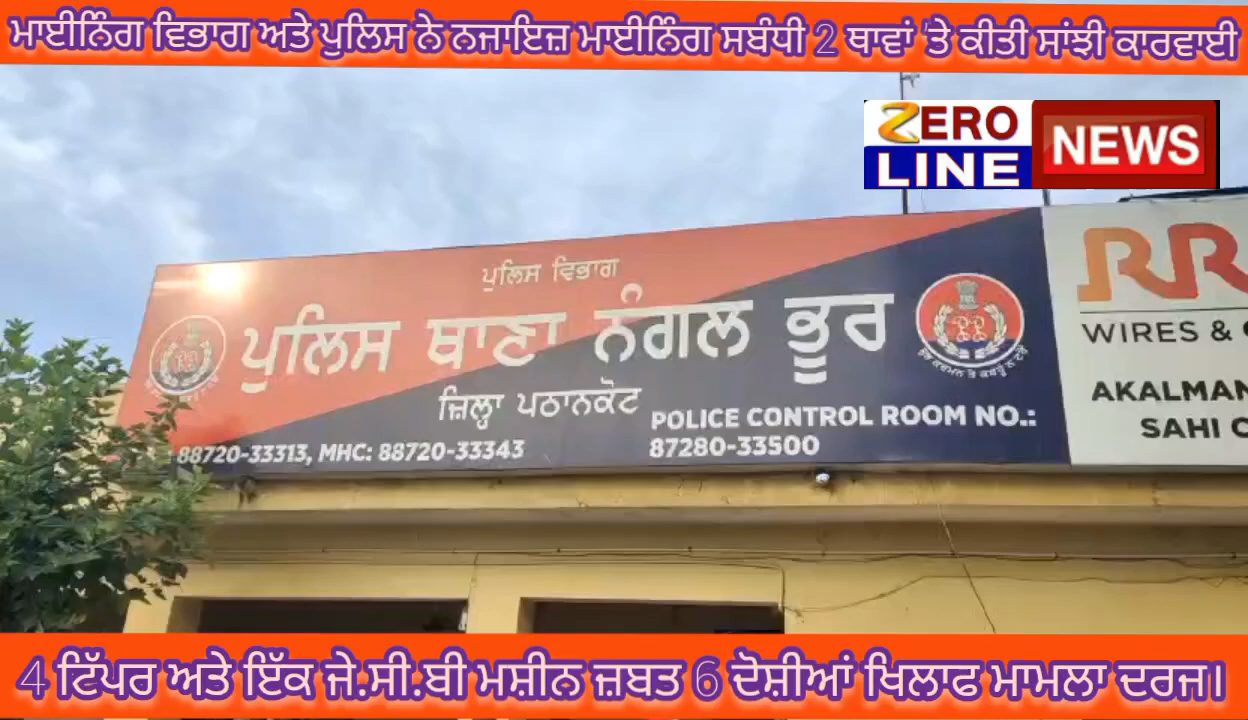 ਮਾਈਨਿੰਗ ਵਿਭਾਗ ਅਤੇ ਪੁਲਿਸ ਨੇ ਨਜਾਇਜ਼ ਮਾਈਨਿੰਗ ਸਬੰਧੀ 2 ਥਾਵਾਂ 'ਤੇ ਕੀਤੀ ਸਾਂਝੀ ਕਾਰਵਾਈ
ZERO
LINE NEWS
ਪੁਲਿਸ ਵਿਭਾਗ
ਪੁਲਿਸ ਥਾਣਾ ਨੰਗਲ ਭੂਰ
ਜ਼ਿਲ੍ਹਾ ਪਠਾਨਕੋਟ
88720-33313, MHC: 88720-33343
POLICE CONTROL ROOM NO.:
87280-33500
RR
WIRES &
AKALMAN
SAHI
4 ਟਿੱਪਰ ਅਤੇ ਇੱਕ ਜੇ.ਸੀ.ਬੀ ਮਸ਼ੀਨ ਜ਼ਬਤ 6 ਦੋਸ਼ੀਆਂ ਖਿਲਾਫ ਮਾਮਲਾ ਦਰਜ।